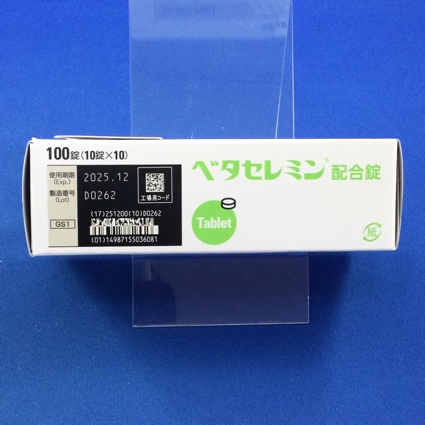 100錠(10錠×10)
使用期限
(Exp.)
2025.12
製造番号
(Lot)
D0262
工場用コード
GS1
(17)251200(10)D0262
(01)14987155036081
ベタセレミン®配合錠
Tablet
紙